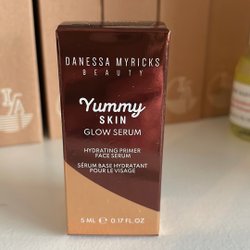 DANESSA MYRICKS
BEAUTY
Yummy
SKIN
GLOW SERUM
HYDRATING PRIMER
FACE SERUM
SÉRUM BASE HYDRATANT
POUR LE VISAGE
5 ML ℮ 0.17 FL.OZ